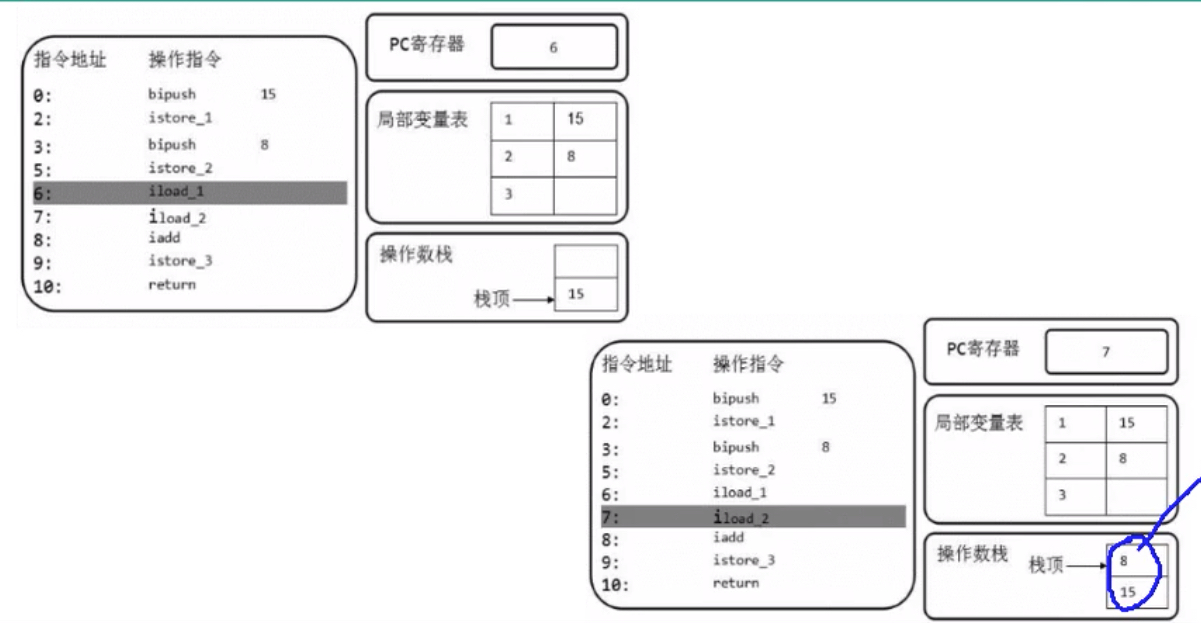 指令地址 操作指令
0: bipush 15
2: istore_1
3: bipush 8
5: istore_2
6: iload_1
7: iload_2
8: iadd
9: istore_3
10: return
PC寄存器 6
局部变量表 1 15
2 8
3
操作数栈
栈顶 15
指令地址 操作指令
0: bipush 15
2: istore_1
3: bipush 8
5: istore_2
6: iload_1
7: iload_2
8: iadd
9: istore_3
10: return
PC寄存器 7
局部变量表 1 15
2 8
3
操作数栈 栈顶 8
15